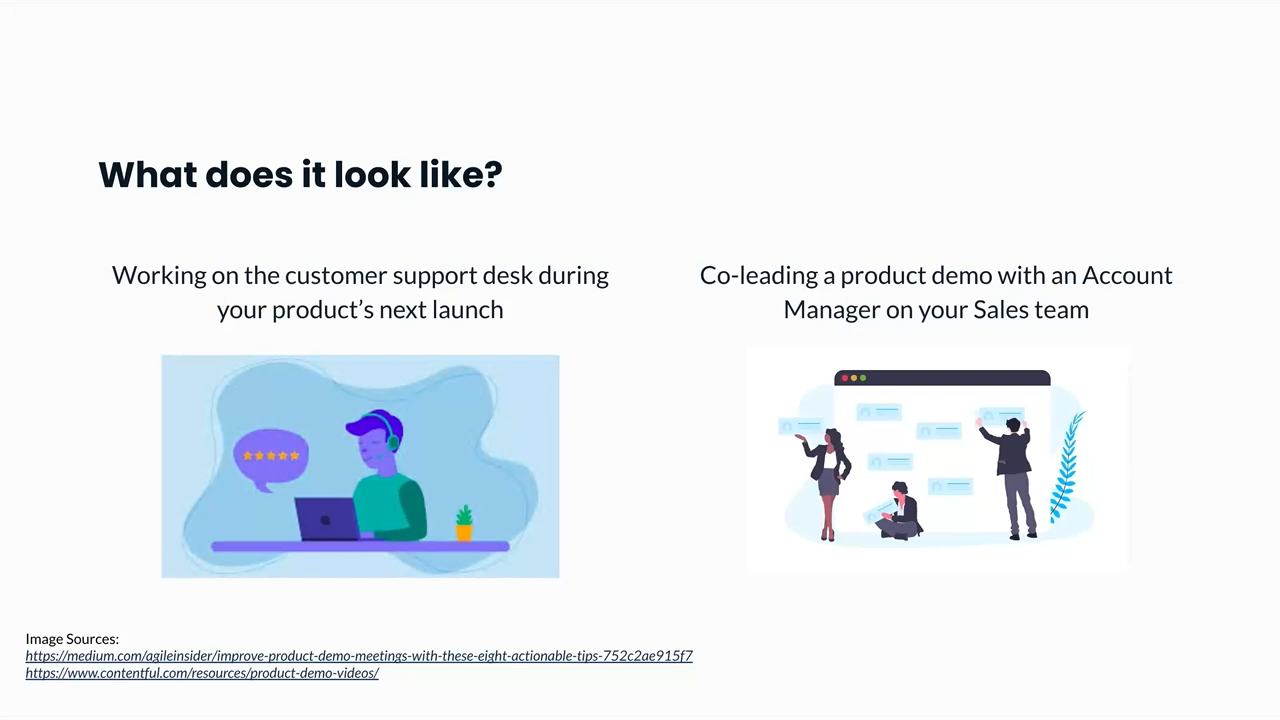 What does it look like?
Working on the customer support desk during
your product’s next launch
Co-leading a product demo with an Account
Manager on your Sales team
Image Sources:
https://medium.com/agileinsider/improve-product-demo-meetings-with-these-eight-actionable-tips-752c2ae915f7
https://www.contentful.com/resources/product-demo-videos/